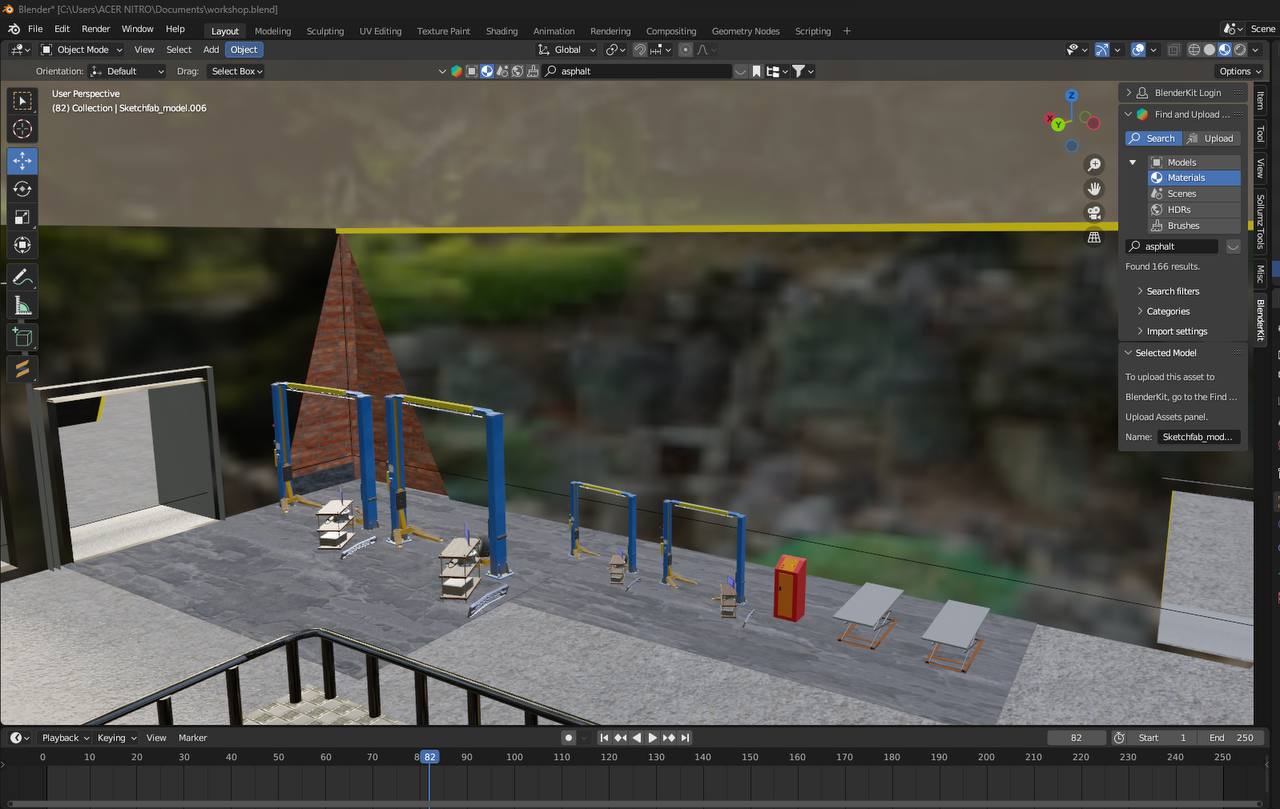 Blender* [C:\Users\ACER NITRO\Documents\workshop.blend]
File Edit Render Window Help Layout Modeling Sculpting UV Editing Texture Paint Shading Animation Rendering Compositing Geometry Nodes Scripting + Scene
Object Mode View Select Add Object Global
Orientation: Default Drag: Select Box asphalt Options
User Perspective
(82) Collection | Sketchfab_model.006
Z
X
Y
BlenderKit Login
Find and Upload ...
Search Upload
Models
Materials
Scenes
HDRs
Brushes
asphalt
Found 166 results.
Search filters
Categories
Import settings
Selected Model
To upload this asset to
BlenderKit, go to the Find ...
Upload Assets panel.
Name: Sketchfab_mod...
Item
Tool
View
Sollumz Tools
Misc
BlenderKit
Playback Keying View Marker 82 Start 1 End 250
0 10 20 30 40 50 60 70 8 82 90 100 110 120 130 140 150 160 170 180 190 200 210 220 230 240 250